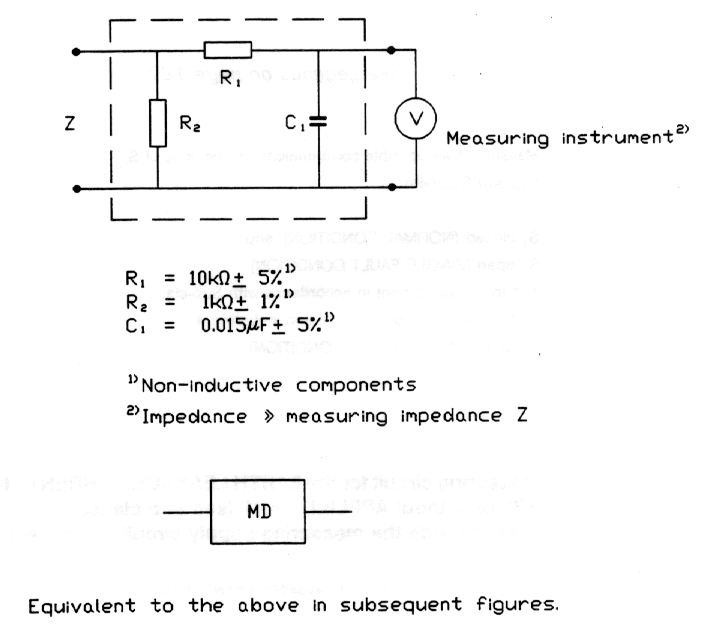 R₁
Z
R₂
C₁
V
Measuring instrument²⁾
R₁ = 10kΩ ± 5%¹⁾
R₂ = 1kΩ ± 1%¹⁾
C₁ = 0.015μF ± 5%¹⁾
¹⁾Non-inductive components
²⁾Impedance » measuring impedance Z
MD
Equivalent to the above in subsequent figures.